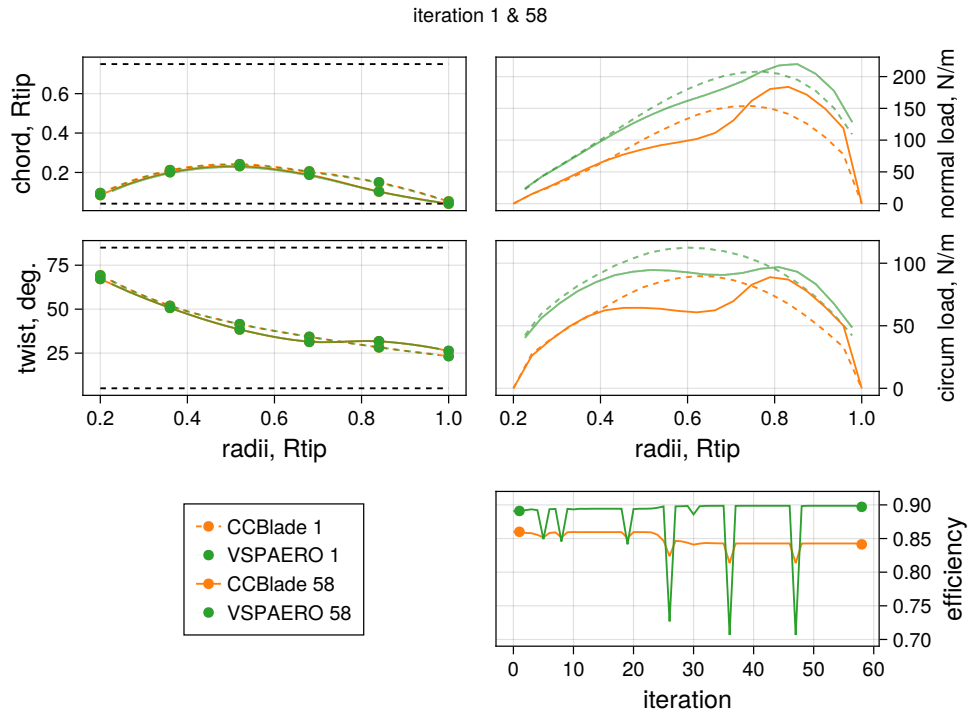 iteration 1 & 58
chord, Rtip
0.6
0.4
0.2
200
150
100
50
0
normal load, N/m
twist, deg.
75
50
25
0.2 0.4 0.6 0.8 1.0
radii, Rtip
100
50
0
circum load, N/m
0.2 0.4 0.6 0.8 1.0
radii, Rtip
CCBlade 1
VSPAERO 1
CCBlade 58
VSPAERO 58
0.90
0.85
0.80
0.75
0.70
efficiency
0 10 20 30 40 50 60
iteration